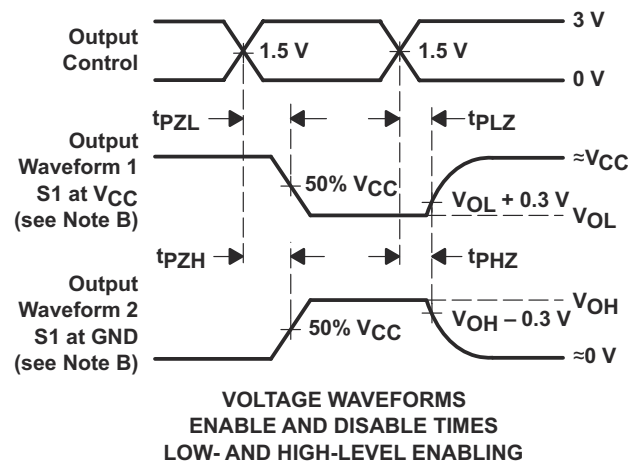 Output
Control
1.5 V
1.5 V
3 V
0 V
tPZL
tPLZ
Output
Waveform 1
S1 at VCC
(see Note B)
50% VCC
≈VCC
VOL + 0.3 V
VOL
tPZH
tPHZ
Output
Waveform 2
S1 at GND
(see Note B)
50% VCC
VOH
VOH – 0.3 V
≈0 V
VOLTAGE WAVEFORMS
ENABLE AND DISABLE TIMES
LOW- AND HIGH-LEVEL ENABLING